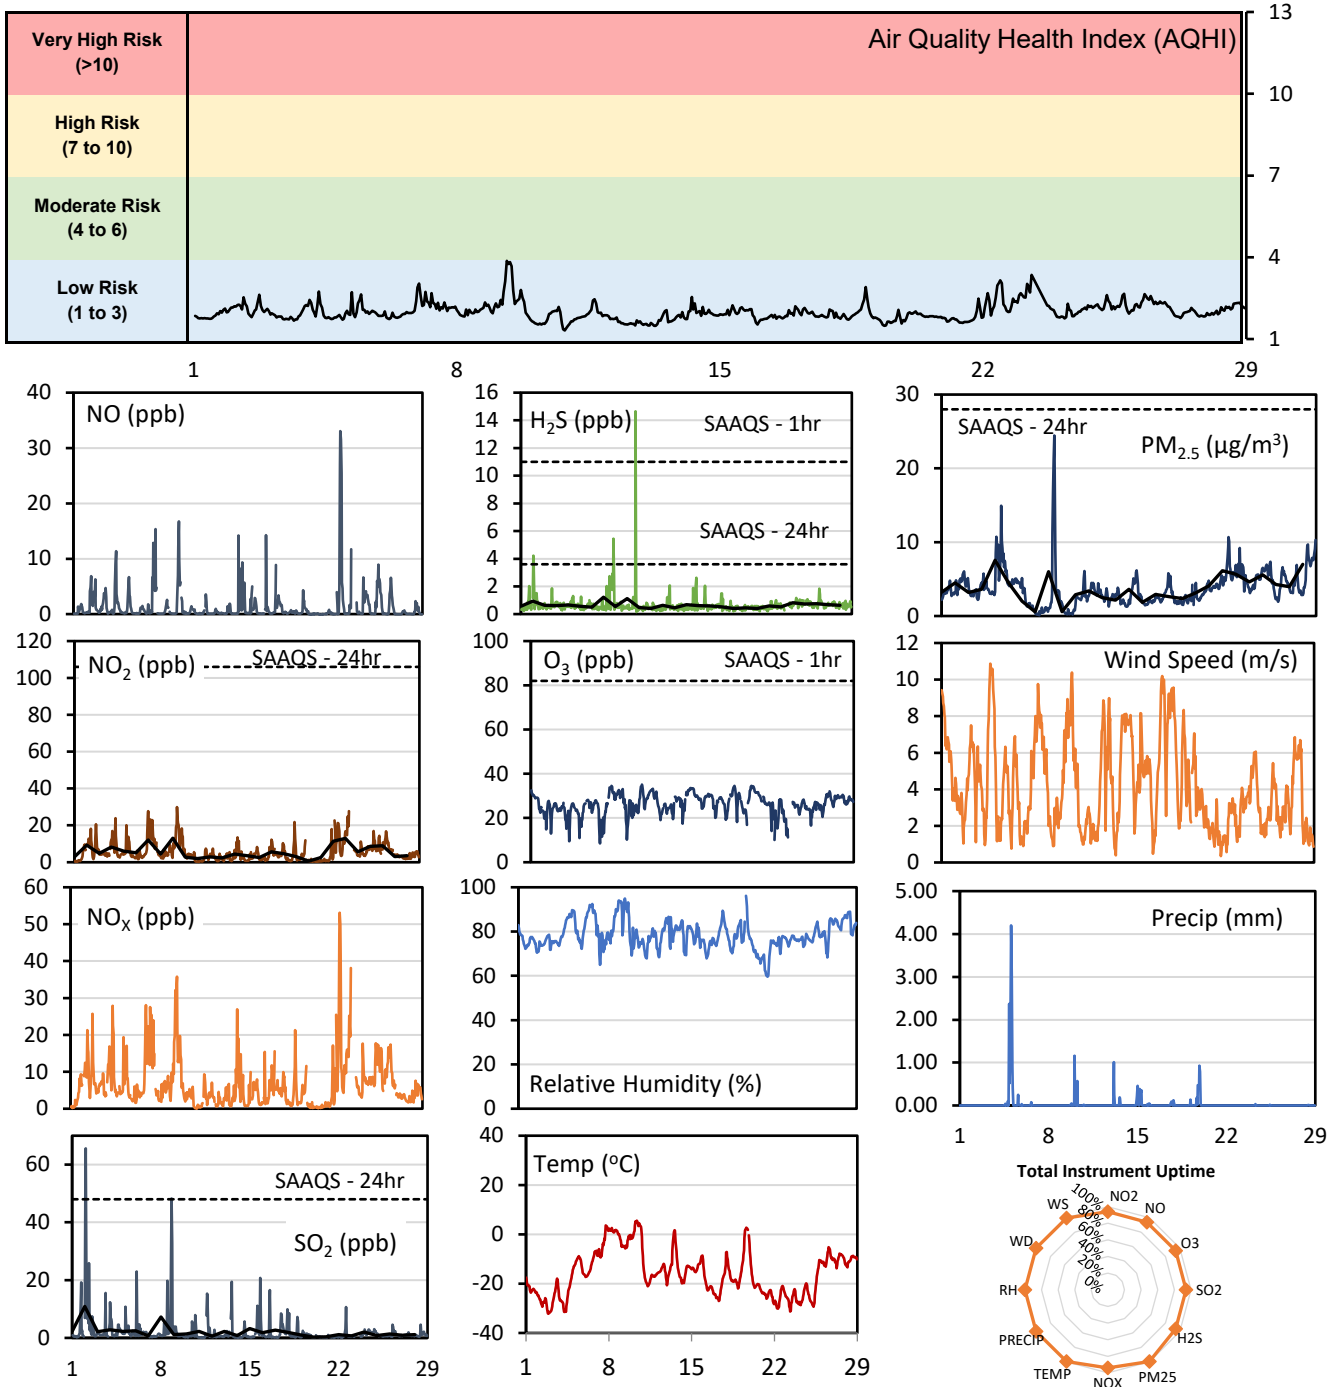 Very High Risk
(>10)
Air Quality Health Index (AQHI)
13
10
High Risk
(7 to 10)
7
Moderate Risk
(4 to 6)
4
Low Risk
(1 to 3)
1
1 8 15 22 29
NO (ppb)
40
30
20
10
0
H2S (ppb)
SAAQS - 1hr
SAAQS - 24hr
16
14
12
10
8
6
4
2
0
SAAQS - 24hr
PM2.5 (µg/m³)
30
20
10
0
NO2 (ppb)
SAAQS - 24hr
120
100
80
60
40
20
0
O3 (ppb)
SAAQS - 1hr
100
80
60
40
20
0
Wind Speed (m/s)
12
10
8
6
4
2
0
NOX (ppb)
60
50
40
30
20
10
0
100
80
60
40
20
0
Relative Humidity (%)
Precip (mm)
5.00
4.00
3.00
2.00
1.00
0.00
1 8 15 22 29
SAAQS - 24hr
SO2 (ppb)
60
40
20
0
1 8 15 22 29
Temp (oC)
40
20
0
-20
-40
1 8 15 22 29
Total Instrument Uptime
100%
80%
60%
40%
20%
0%
NO2
NO
O3
SO2
H2S
PM25
NOX
TEMP
PRECIP
RH
WD
WS